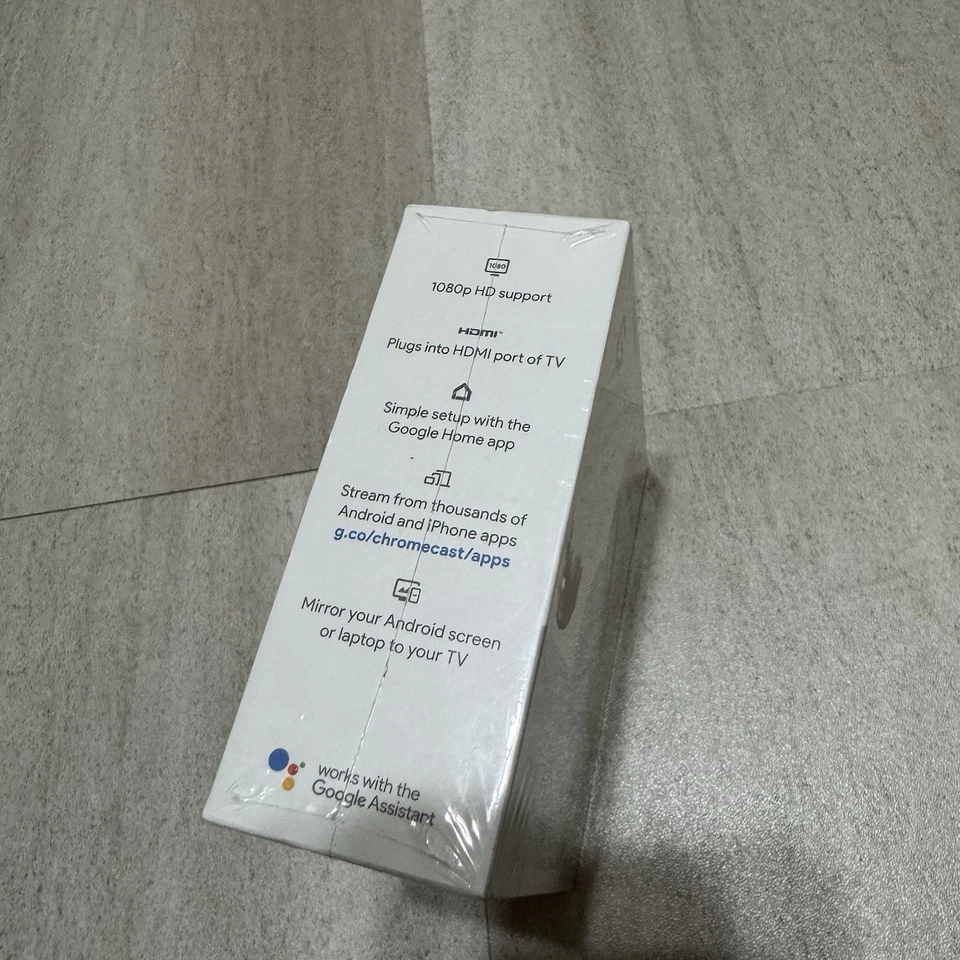 1080
1080p HD support
HDMI™
Plugs into HDMI port of TV
Simple setup with the
Google Home app
Stream from thousands of
Android and iPhone apps
g.co/chromecast/apps
Mirror your Android screen
or laptop to your TV
works with the
Google Assistant